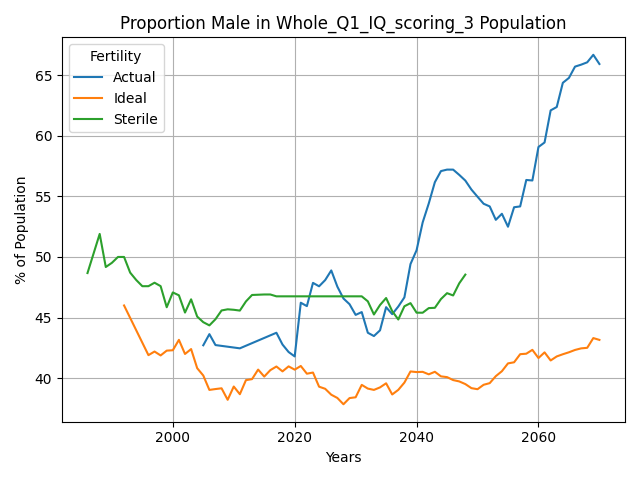 Proportion Male in Whole_Q1_IQ_scoring_3 Population
Fertility
Actual
Ideal
Sterile
% of Population
65
60
55
50
45
40
2000
2020
2040
2060
Years